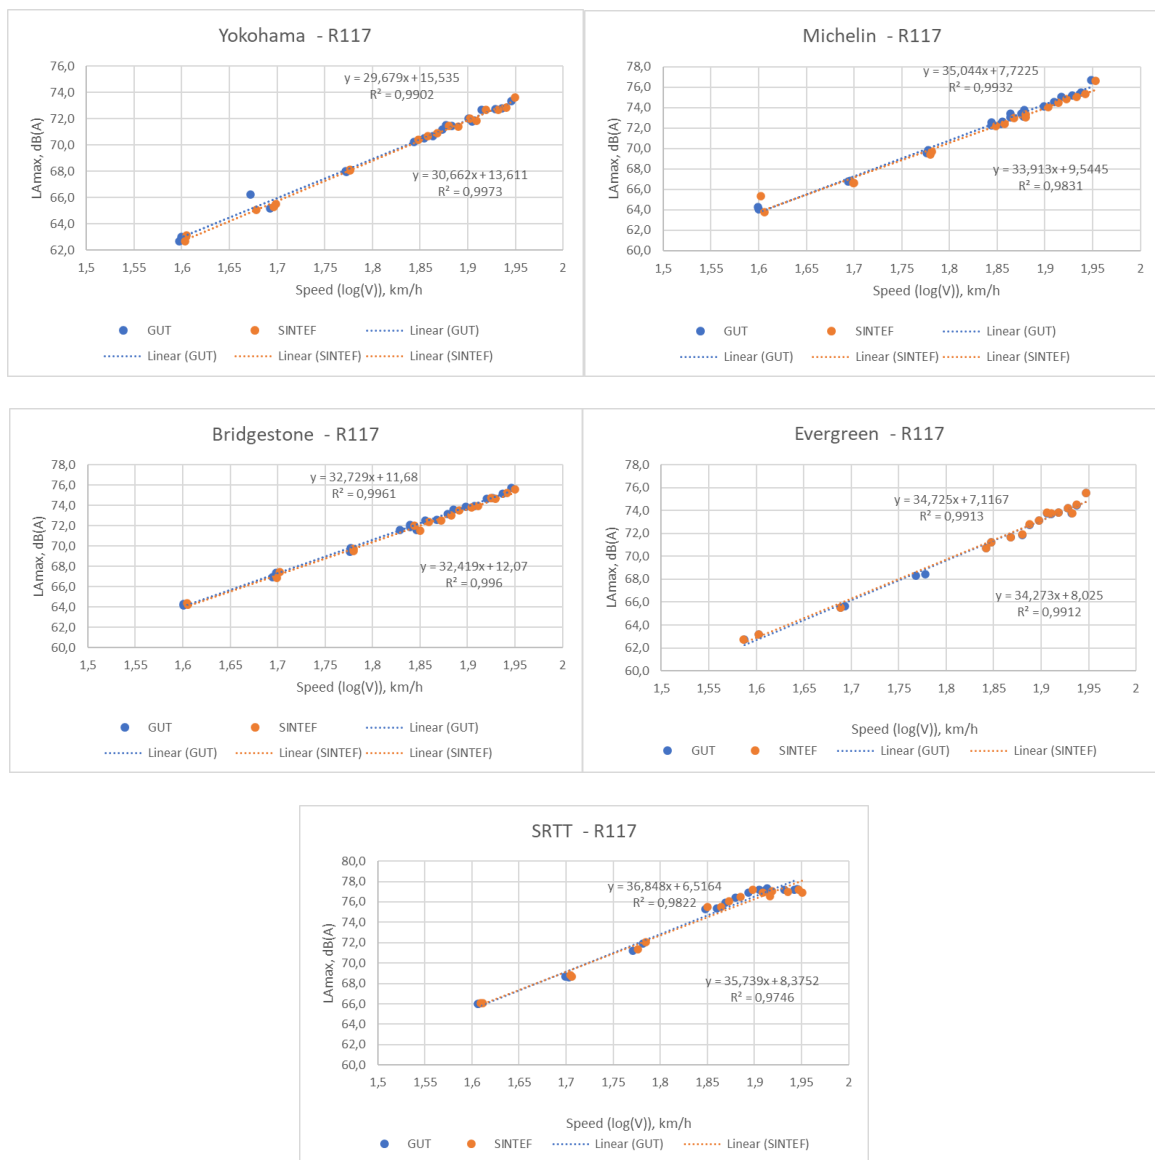 Yokohama - R117
LAmax, dB(A)
76,0
74,0
72,0
70,0
68,0
66,0
64,0
62,0
y = 29,679x + 15,535
R² = 0,9902
y = 30,662x + 13,611
R² = 0,9973
1,5 1,55 1,6 1,65 1,7 1,75 1,8 1,85 1,9 1,95 2
Speed (log(V)), km/h
GUT SINTEF Linear (GUT)
Linear (GUT) Linear (SINTEF) Linear (SINTEF)
Michelin - R117
LAmax, dB(A)
78,0
76,0
74,0
72,0
70,0
68,0
66,0
64,0
62,0
60,0
y = 35,044x + 7,7225
R² = 0,9932
y = 33,913x + 9,5445
R² = 0,9831
1,5 1,55 1,6 1,65 1,7 1,75 1,8 1,85 1,9 1,95 2
Speed (log(V)), km/h
GUT SINTEF Linear (GUT)
Linear (GUT) Linear (SINTEF) Linear (SINTEF)
Bridgestone - R117
LAmax, dB(A)
78,0
76,0
74,0
72,0
70,0
68,0
66,0
64,0
62,0
60,0
y = 32,729x + 11,68
R² = 0,9961
y = 32,419x + 12,07
R² = 0,996
1,5 1,55 1,6 1,65 1,7 1,75 1,8 1,85 1,9 1,95 2
Speed (log(V)), km/h
GUT SINTEF Linear (GUT)
Linear (GUT) Linear (SINTEF) Linear (SINTEF)
Evergreen - R117
LAmax, dB(A)
78,0
76,0
74,0
72,0
70,0
68,0
66,0
64,0
62,0
60,0
y = 34,725x + 7,1167
R² = 0,9913
y = 34,273x + 8,025
R² = 0,9912
1,5 1,55 1,6 1,65 1,7 1,75 1,8 1,85 1,9 1,95 2
Speed (log(V)), km/h
GUT SINTEF Linear (GUT) Linear (SINTEF)
SRTT - R117
LAmax, dB(A)
80,0
78,0
76,0
74,0
72,0
70,0
68,0
66,0
64,0
62,0
60,0
y = 36,848x + 6,5164
R² = 0,9822
y = 35,739x + 8,3752
R² = 0,9746
1,5 1,55 1,6 1,65 1,7 1,75 1,8 1,85 1,9 1,95 2
Speed (log(V)), km/h
GUT SINTEF Linear (GUT) Linear (SINTEF)